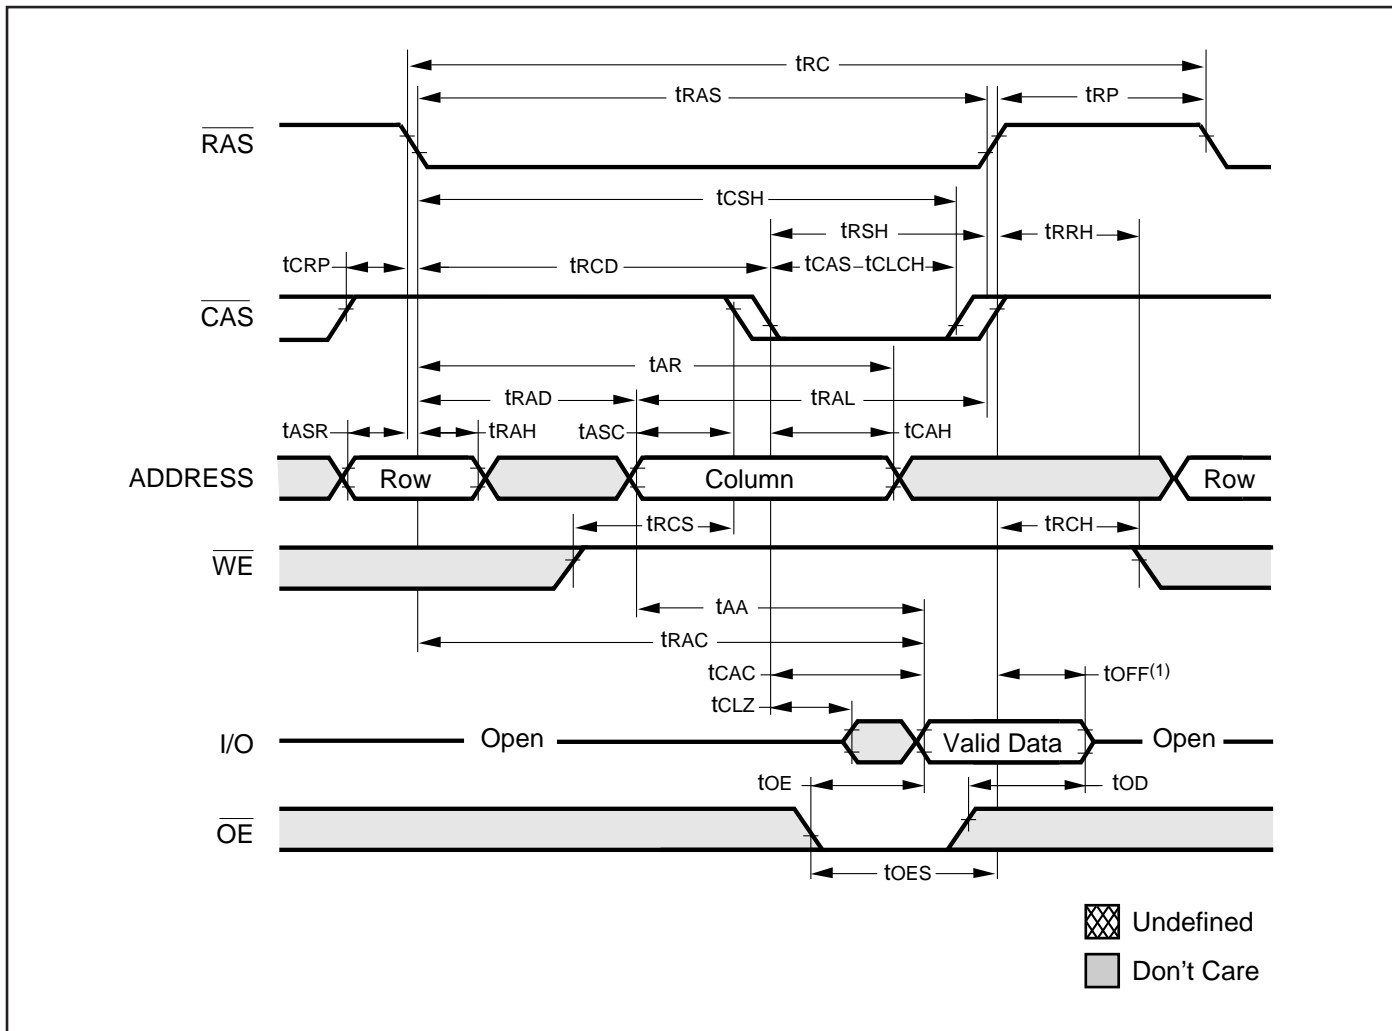 tRC
tRAS
tRP
RAS
tCSH
tRSH
tRRH
tCRP
tRCD
tCAS
tCLCH
CAS
tAR
tRAD
tRAL
tASR
tRAH
tASC
tCAH
ADDRESS
Row
Column
Row
tRCS
tRCH
WE
tAA
tRAC
tCAC
tOFF(1)
tCLZ
I/O
Open
Valid Data
Open
tOE
tOD
OE
tOES
Undefined
Don't Care